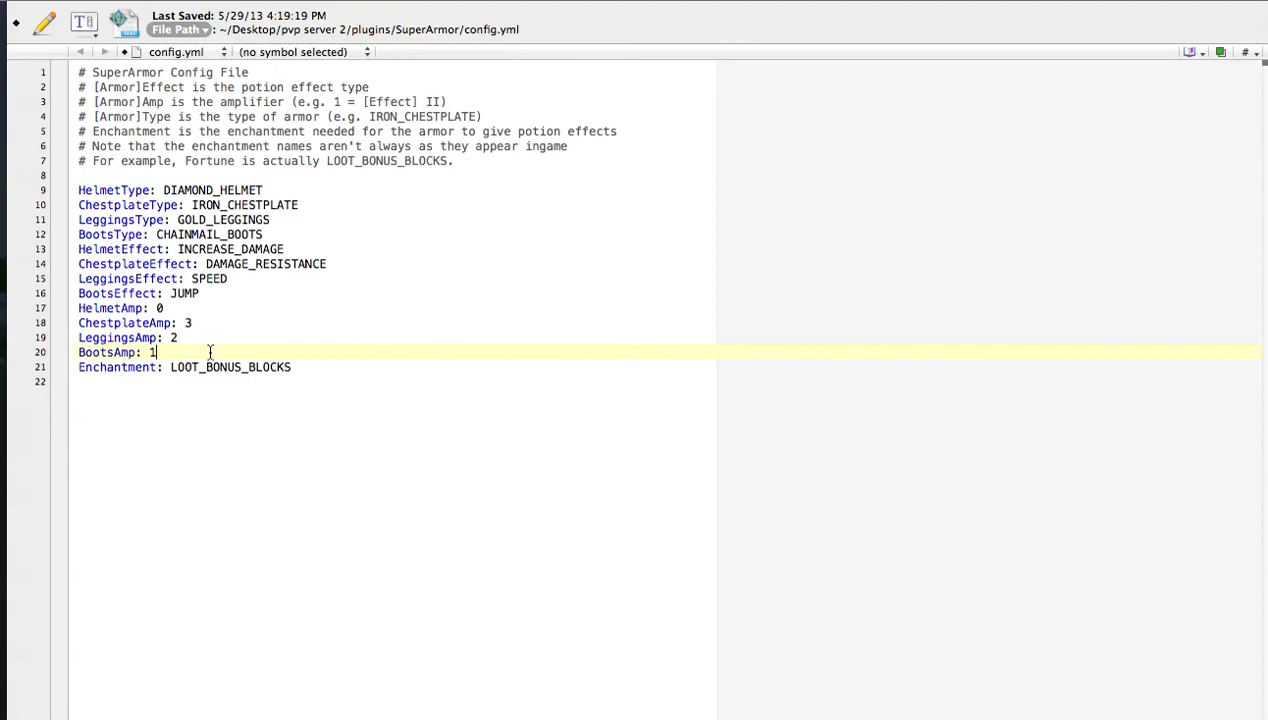 Last Saved: 5/29/13 4:19:19 PM
File Path ▾ : ~/Desktop/pvp server 2/plugins/SuperArmor/config.yml
config.yml (no symbol selected) #
1 # SuperArmor Config File
2 # [Armor]Effect is the potion effect type
3 # [Armor]Amp is the amplifier (e.g. 1 = [Effect] II)
4 # [Armor]Type is the type of armor (e.g. IRON_CHESTPLATE)
5 # Enchantment is the enchantment needed for the armor to give potion effects
6 # Note that the enchantment names aren't always as they appear ingame
7 # For example, Fortune is actually LOOT_BONUS_BLOCKS.
8
9 HelmetType: DIAMOND_HELMET
10 ChestplateType: IRON_CHESTPLATE
11 LeggingsType: GOLD_LEGGINGS
12 BootsType: CHAINMAIL_BOOTS
13 HelmetEffect: INCREASE_DAMAGE
14 ChestplateEffect: DAMAGE_RESISTANCE
15 LeggingsEffect: SPEED
16 BootsEffect: JUMP
17 HelmetAmp: 0
18 ChestplateAmp: 3
19 LeggingsAmp: 2
20 BootsAmp: 1
21 Enchantment: LOOT_BONUS_BLOCKS
22